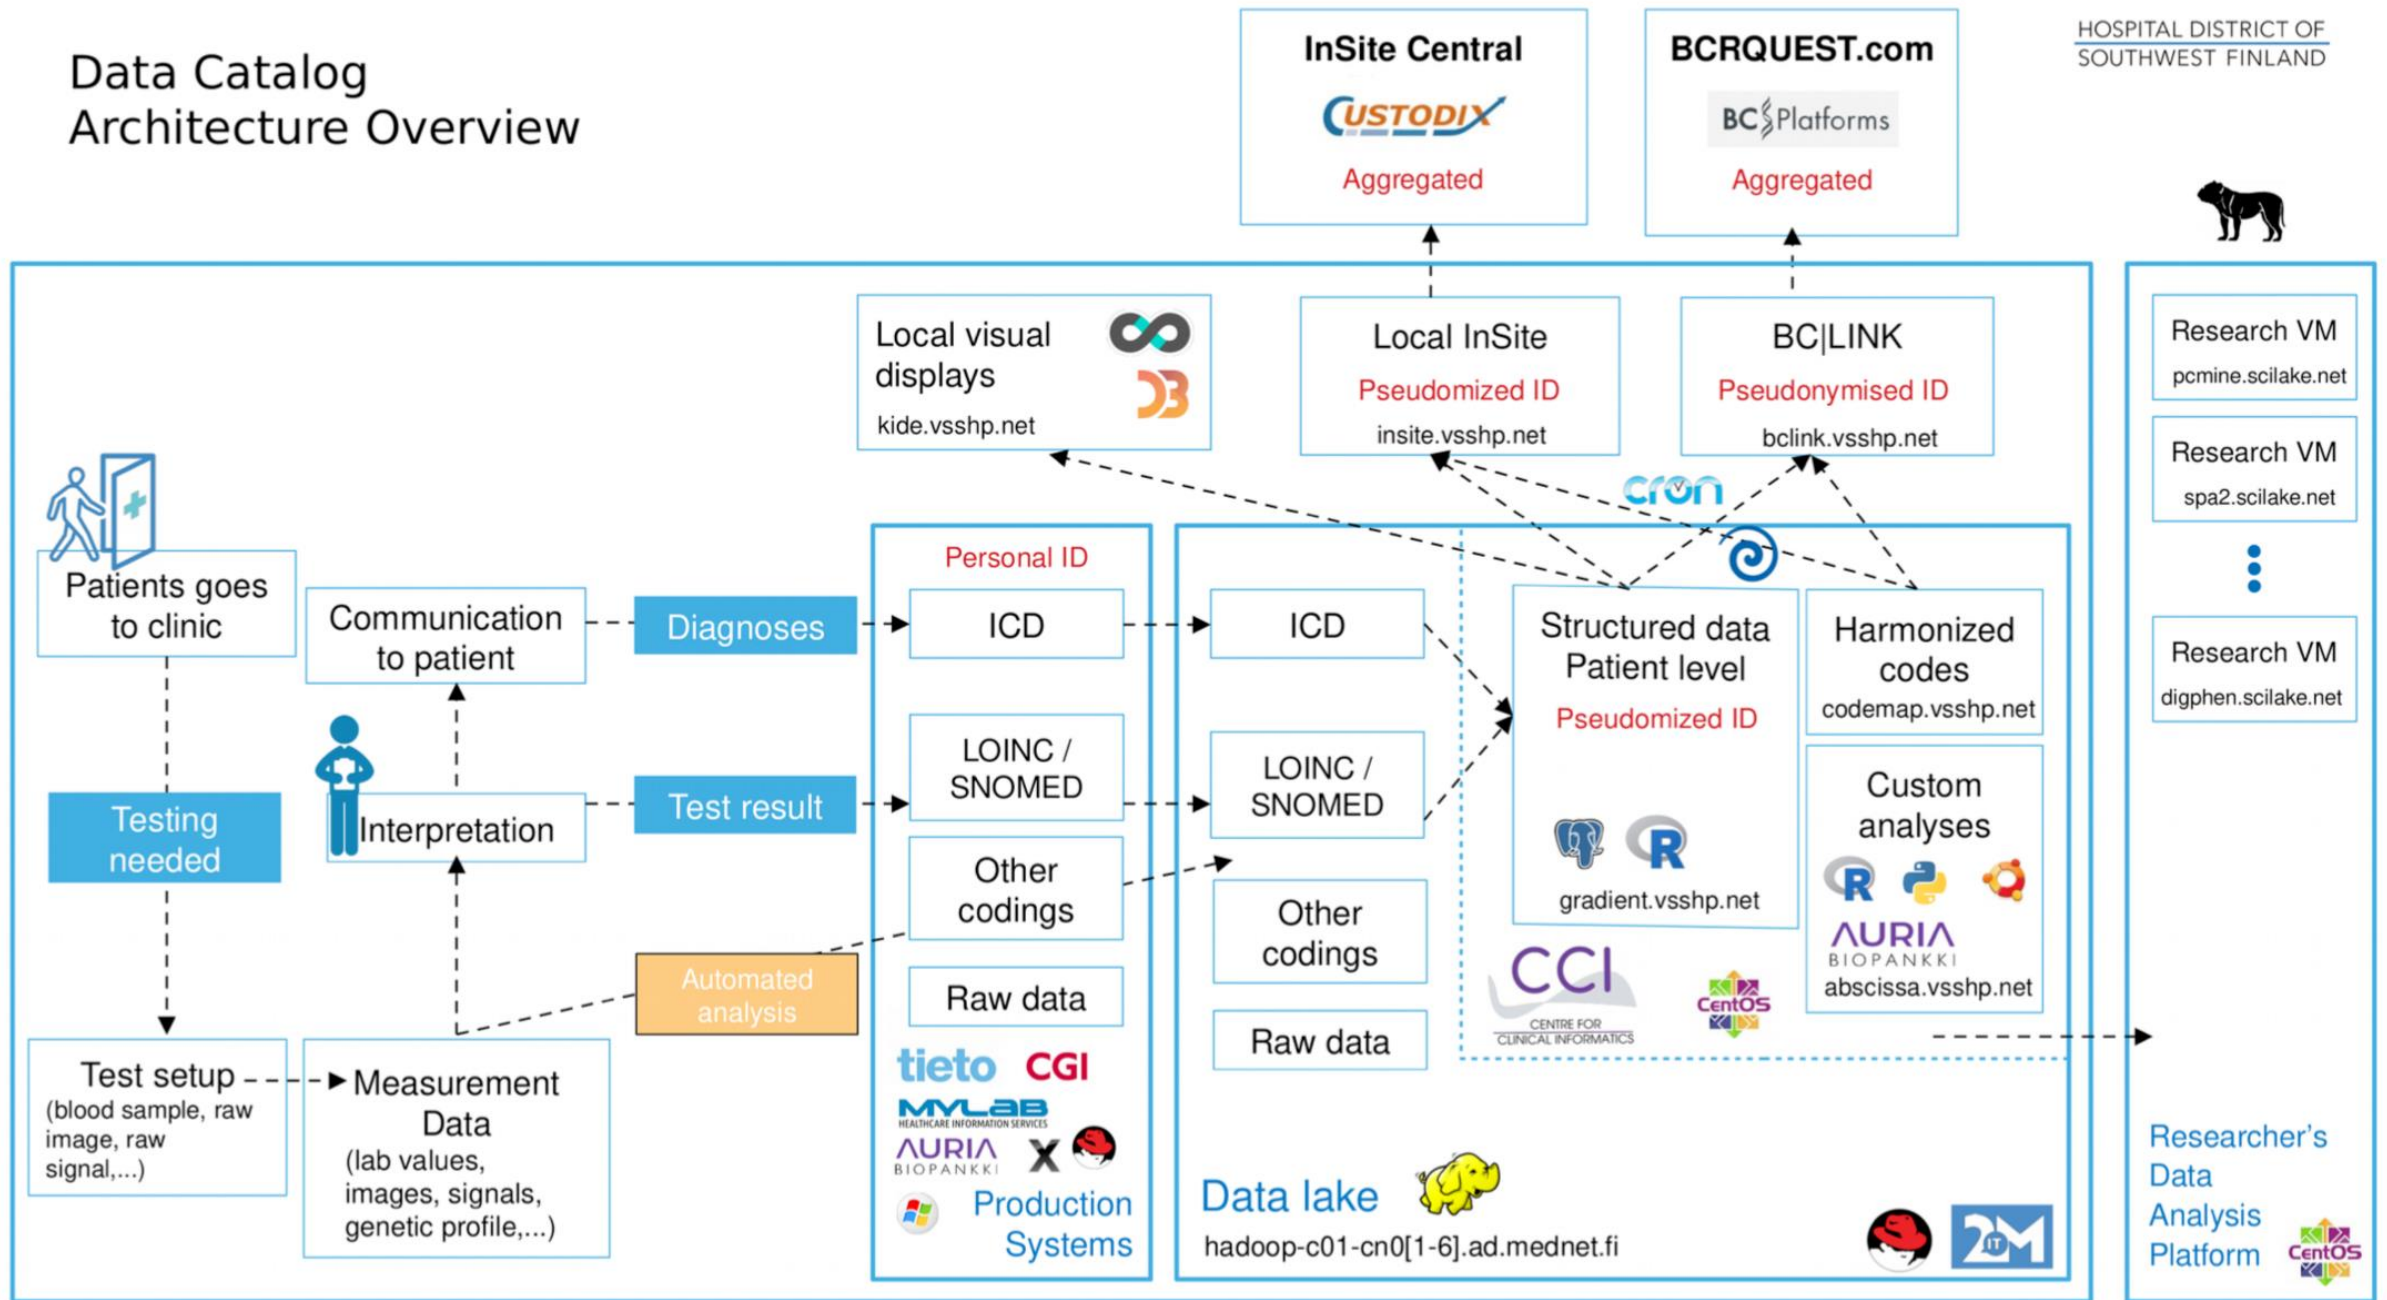 Data Catalog
Architecture Overview
InSite Central
CUSTODIX
Aggregated
BCRQUEST.com
BC Platforms
Aggregated
HOSPITAL DISTRICT OF
SOUTHWEST FINLAND
Local visual
displays
kide.vsshp.net
D3
Local InSite
Pseudomized ID
insite.vsshp.net
BC|LINK
Pseudonymised ID
bclink.vsshp.net
cron
Research VM
pcmine.scilake.net
Research VM
spa2.scilake.net
Research VM
digphen.scilake.net
Researcher's
Data
Analysis
Platform
CentOS
Patients goes
to clinic
Testing
needed
Test setup
(blood sample, raw
image, raw
signal,...)
Communication
to patient
Interpretation
Measurement
Data
(lab values,
images, signals,
genetic profile,...)
Diagnoses
Test result
Automated
analysis
Personal ID
ICD
LOINC /
SNOMED
Other
codings
Raw data
tieto
CGI
MYLAB
HEALTHCARE INFORMATION SERVICES
AURIA
BIOPANKKI
X
Production
Systems
ICD
LOINC /
SNOMED
Other
codings
Raw data
Structured data
Patient level
Pseudomized ID
R
gradient.vsshp.net
Harmonized
codes
codemap.vsshp.net
Custom
analyses
R
AURIA
BIOPANKKI
abscissa.vsshp.net
CCI
CENTRE FOR
CLINICAL INFORMATICS
CentOS
Data lake
hadoop-c01-cn0[1-6].ad.mednet.fi
2M
IT